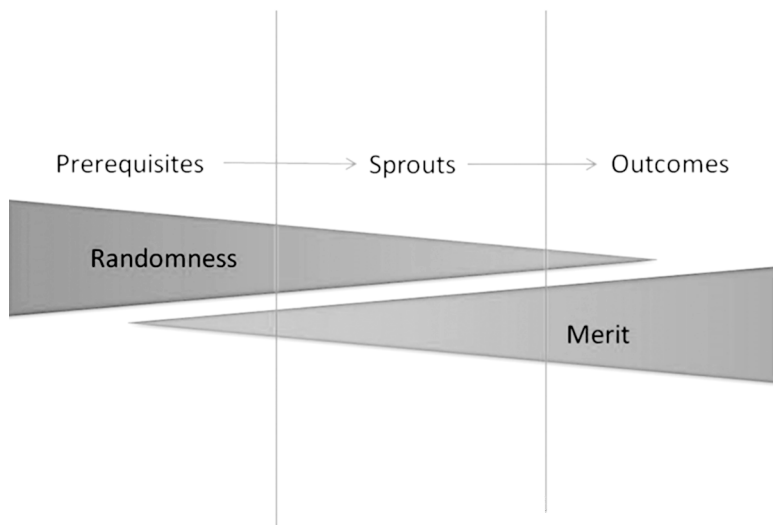 Prerequisites → Sprouts → Outcomes
Randomness
Merit